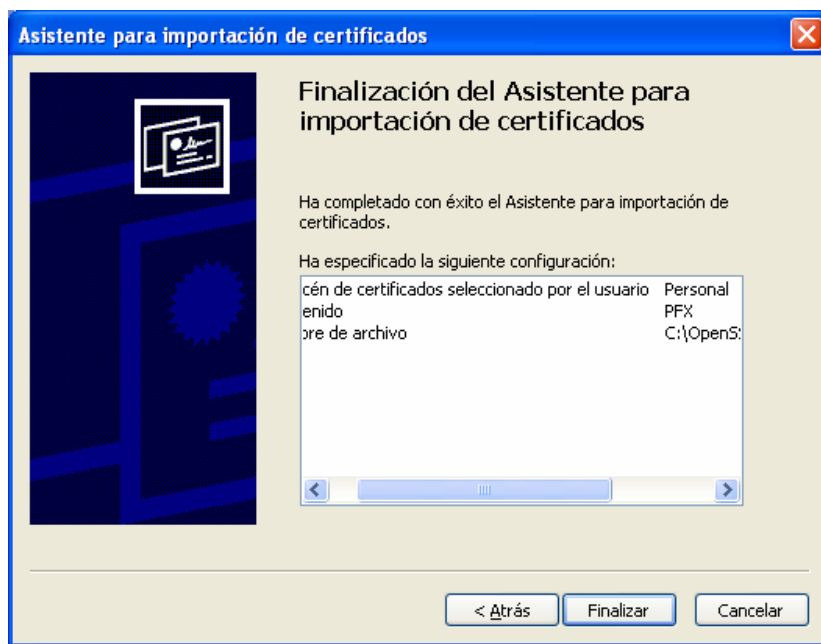 Asistente para importación de certificados
Finalización del Asistente para
importación de certificados
Ha completado con éxito el Asistente para importación de
certificados.
Ha especificado la siguiente configuración:
cén de certificados seleccionado por el usuario Personal
enido PFX
bre de archivo C:\OpenS
< Atrás Finalizar Cancelar